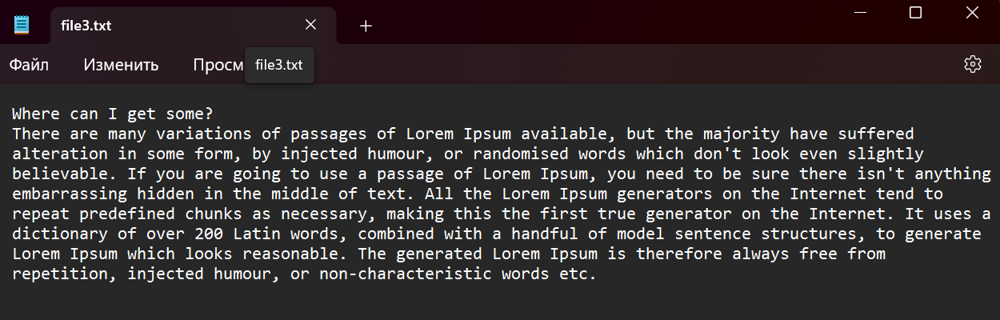 file3.txt
Файл Изменить Просм file3.txt
Where can I get some?
There are many variations of passages of Lorem Ipsum available, but the majority have suffered
alteration in some form, by injected humour, or randomised words which don't look even slightly
believable. If you are going to use a passage of Lorem Ipsum, you need to be sure there isn't anything
embarrassing hidden in the middle of text. All the Lorem Ipsum generators on the Internet tend to
repeat predefined chunks as necessary, making this the first true generator on the Internet. It uses a
dictionary of over 200 Latin words, combined with a handful of model sentence structures, to generate
Lorem Ipsum which looks reasonable. The generated Lorem Ipsum is therefore always free from
repetition, injected humour, or non-characteristic words etc.